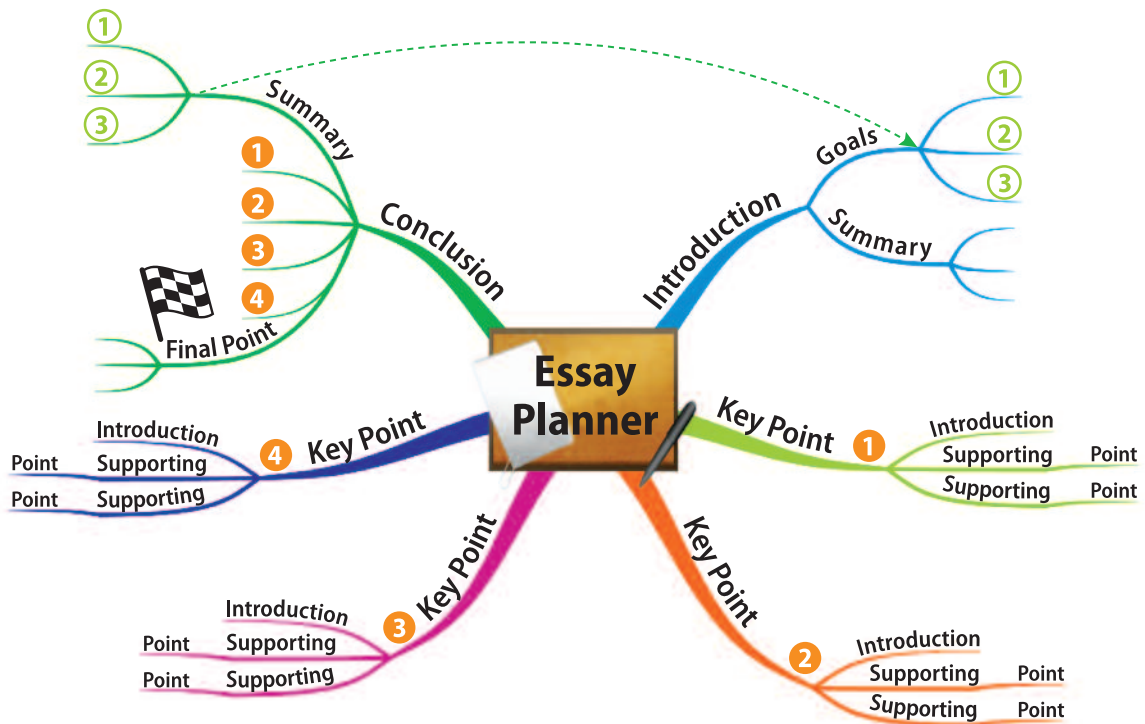 Essay
Planner
Introduction
Goals
1
2
3
Summary
Key Point
1
Introduction
Supporting
Point
Supporting
Point
Key Point
2
Introduction
Supporting
Point
Supporting
Point
Key Point
3
Introduction
Point
Supporting
Point
Supporting
Key Point
4
Introduction
Point
Supporting
Point
Supporting
Conclusion
Summary
1
2
3
1
2
3
4
Final Point